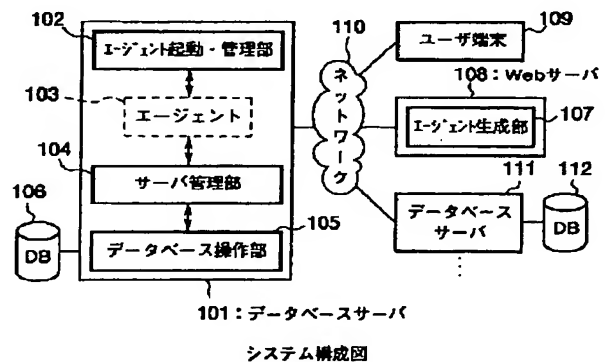 102
エージェント起動・管理部
103
エージェント
104
サーバ管理部
105
データベース操作部
106
DB
101：データベースサーバ
110
ネットワーク
109
ユーザ端末
108：Webサーバ
エージェント生成部
107
111
データベース
サーバ
112
DB
⋮
システム構成図